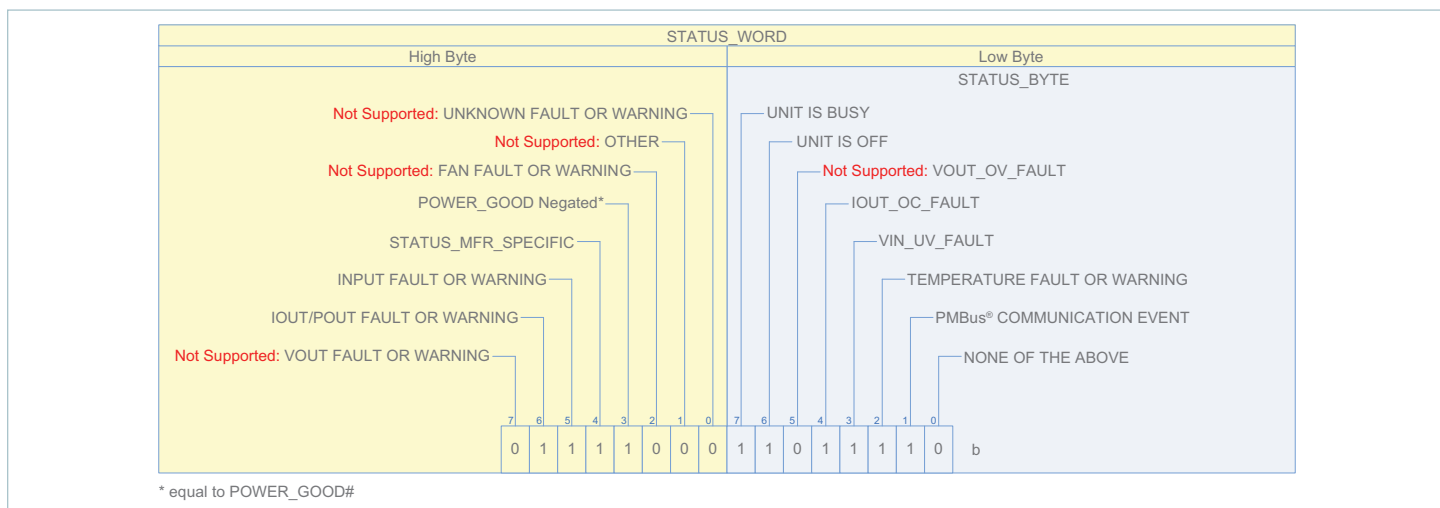 STATUS_WORD
High Byte Low Byte
STATUS_BYTE
Not Supported: UNKNOWN FAULT OR WARNING UNIT IS BUSY
Not Supported: OTHER UNIT IS OFF
Not Supported: FAN FAULT OR WARNING Not Supported: VOUT_OV_FAULT
POWER_GOOD Negated* IOUT_OC_FAULT
STATUS_MFR_SPECIFIC VIN_UV_FAULT
INPUT FAULT OR WARNING TEMPERATURE FAULT OR WARNING
IOUT/POUT FAULT OR WARNING PMBus® COMMUNICATION EVENT
Not Supported: VOUT FAULT OR WARNING NONE OF THE ABOVE
7 6 5 4 3 2 1 0 7 6 5 4 3 2 1 0
0 1 1 1 1 0 0 0 1 1 0 1 1 1 1 0 b
* equal to POWER_GOOD#